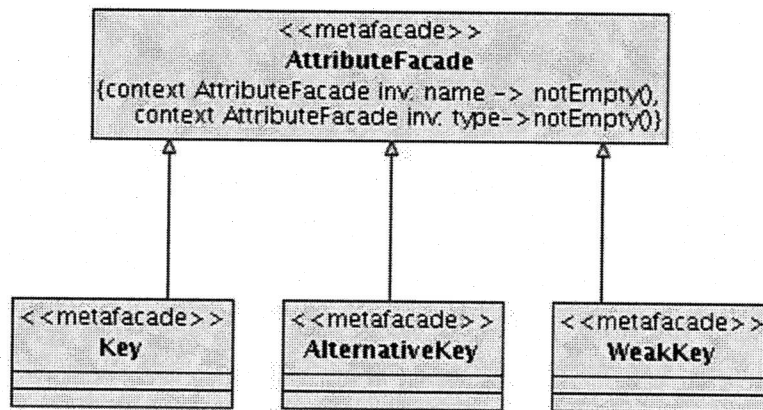 <<metafacade>>
AttributeFacade
{context AttributeFacade inv: name -> notEmpty(),
context AttributeFacade inv: type->notEmpty()}
<<metafacade>>
Key
<<metafacade>>
AlternativeKey
<<metafacade>>
WeakKey